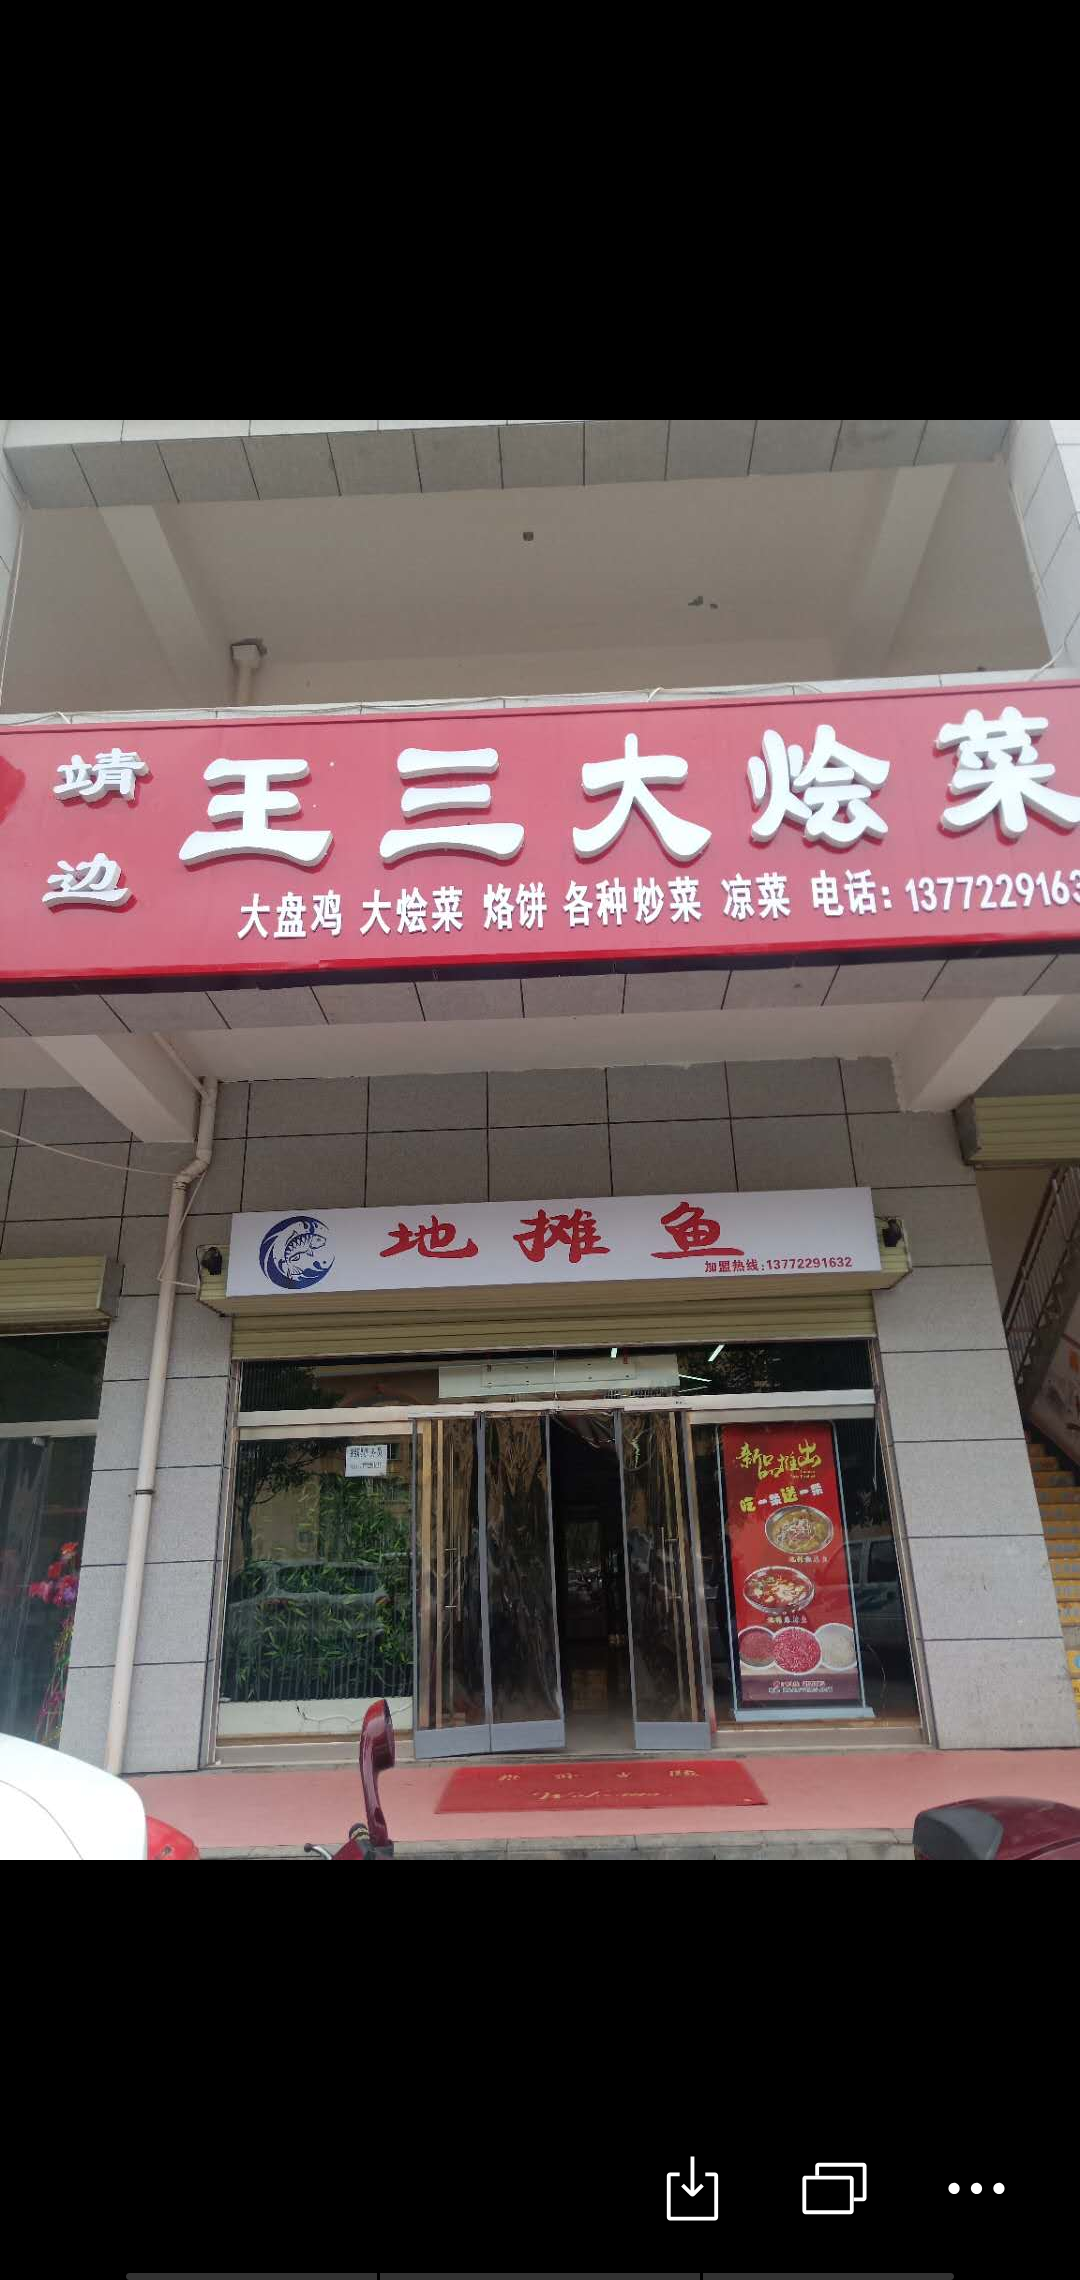 靖边
王三大烩菜
大盘鸡 大烩菜 烙饼 各种炒菜 凉菜 电话: 1377229163
地摊鱼
加盟热线:13772291632
新品推出
吃一条送一条